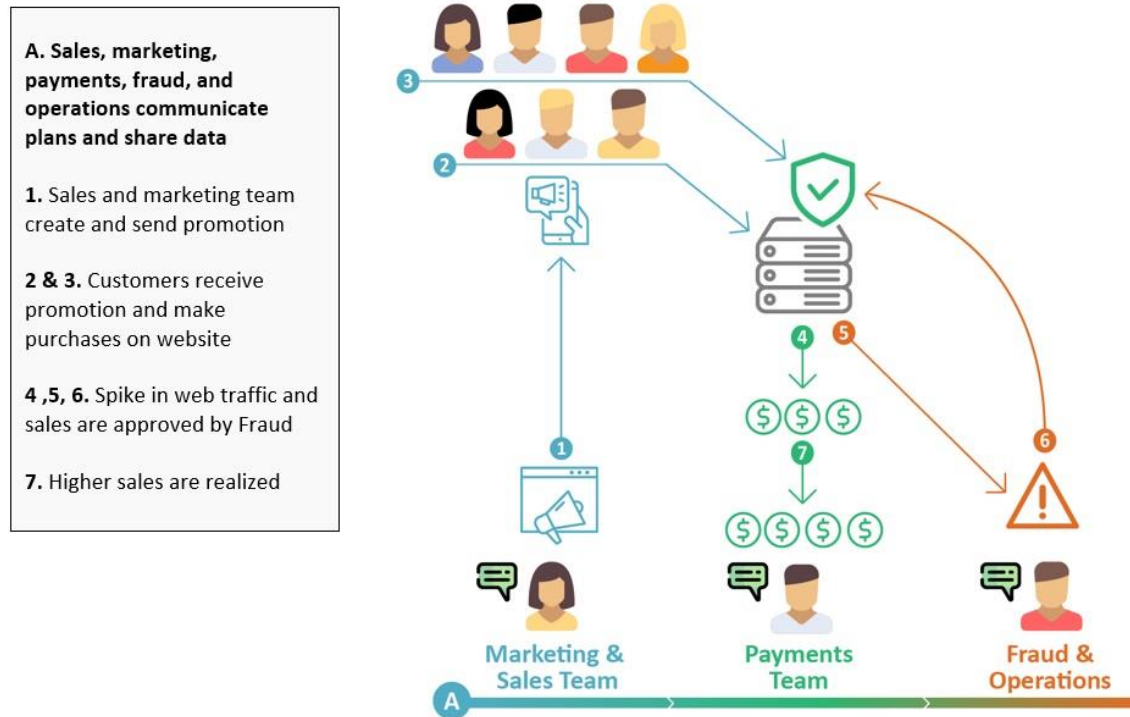 A. Sales, marketing,
payments, fraud, and
operations communicate
plans and share data
1. Sales and marketing team
create and send promotion
2 & 3. Customers receive
promotion and make
purchases on website
4 ,5, 6. Spike in web traffic and
sales are approved by Fraud
7. Higher sales are realized
3
2
1
4
5
$ $ $
6
7
$ $ $ $
Marketing &
Sales Team
Payments
Team
Fraud &
Operations
A